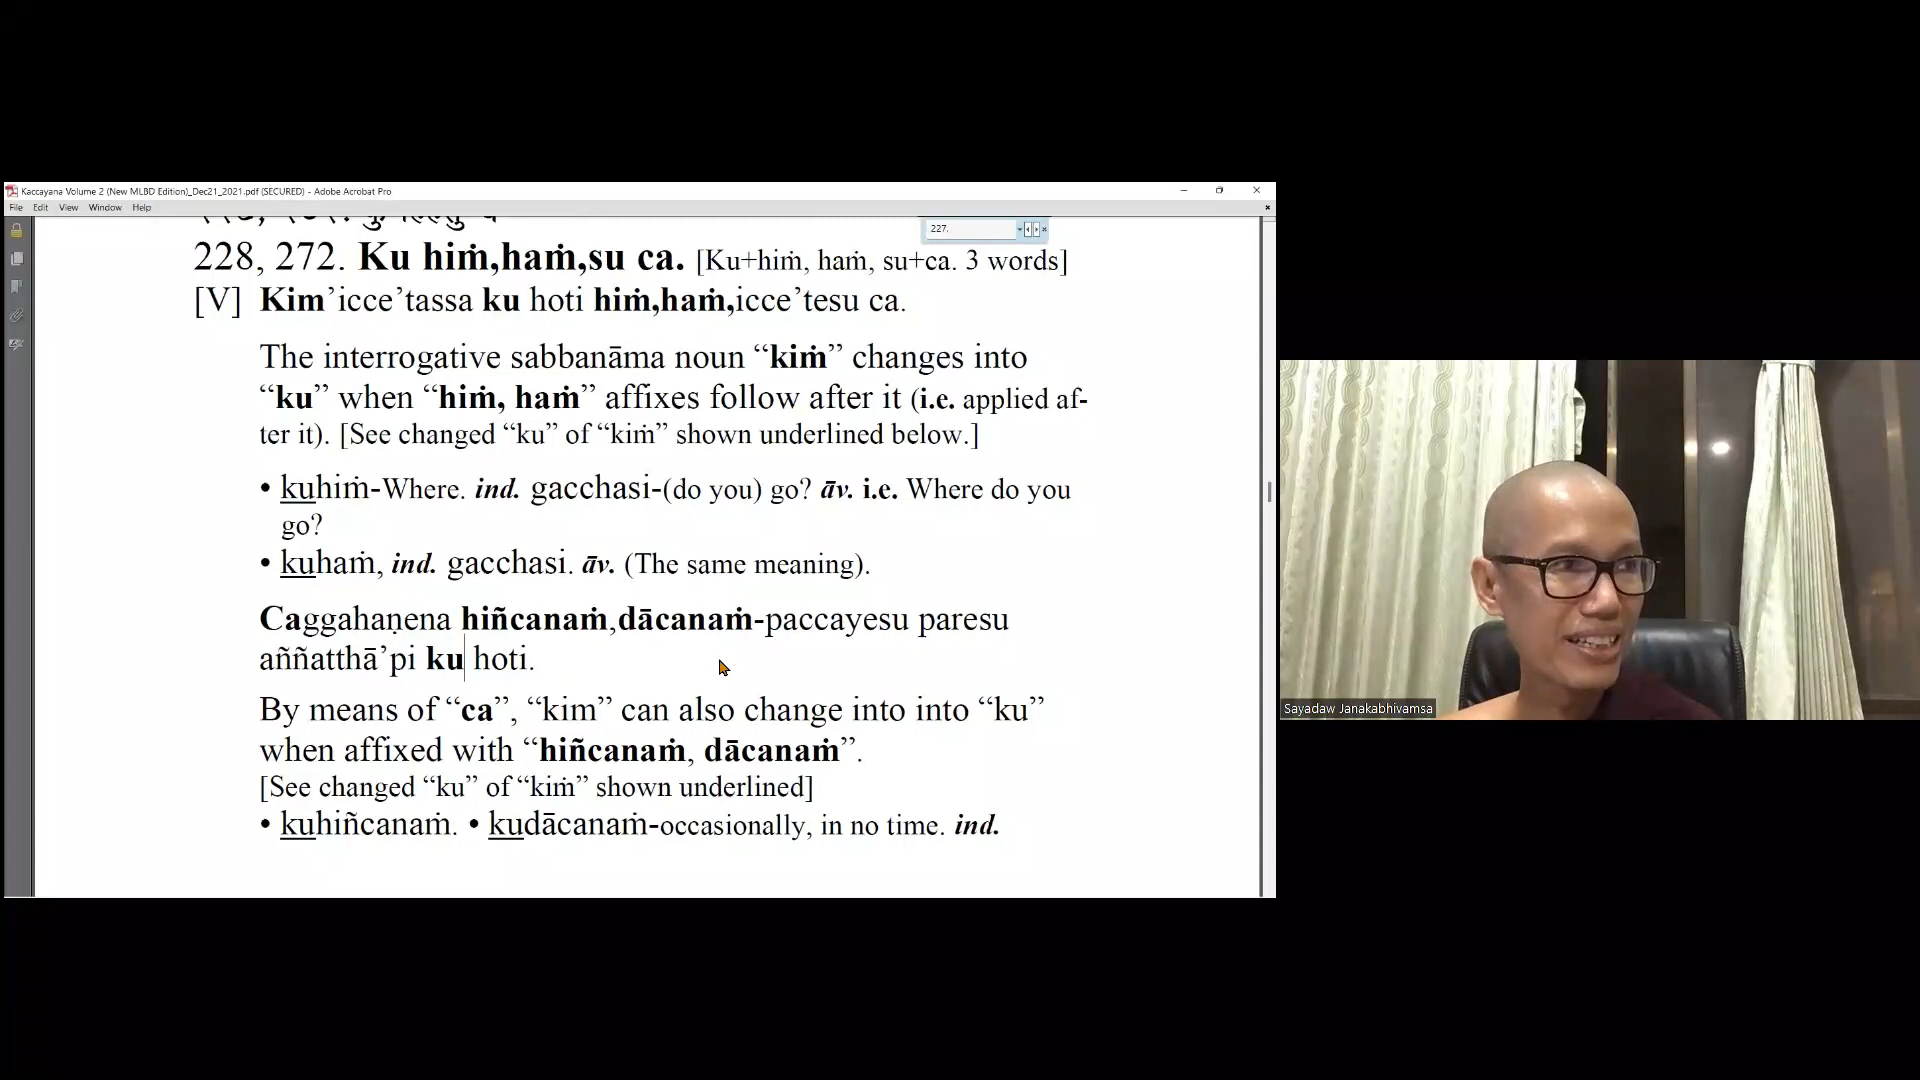 Kaccayana Volume 2 (New MLBD Edition)_Dec21_2021.pdf (SECURED) - Adobe Acrobat Pro
File Edit View Window Help
227.
228, 272. Ku hiṁ,haṁ,su ca. [Ku+hiṁ, haṁ, su+ca. 3 words]
[V] Kim’icce’tassa ku hoti hiṁ,haṁ,icce’tesu ca.
The interrogative sabbanāma noun “kiṁ” changes into
“ku” when “hiṁ, haṁ” affixes follow after it (i.e. applied af-
ter it). [See changed “ku” of “kiṁ” shown underlined below.]
• kuhiṁ-Where. ind. gacchasi-(do you) go? āv. i.e. Where do you
go?
• kuhaṁ, ind. gacchasi. āv. (The same meaning).
Caggahaṇena hiñcanaṁ,dācanaṁ-paccayesu paresu
aññatthā’pi ku hoti.
By means of “ca”, “kim” can also change into into “ku”
when affixed with “hiñcanaṁ, dācanaṁ”.
[See changed “ku” of “kiṁ” shown underlined]
• kuhiñcanaṁ. • kudācanaṁ-occasionally, in no time. ind.
Sayadaw Janakabhivamsa